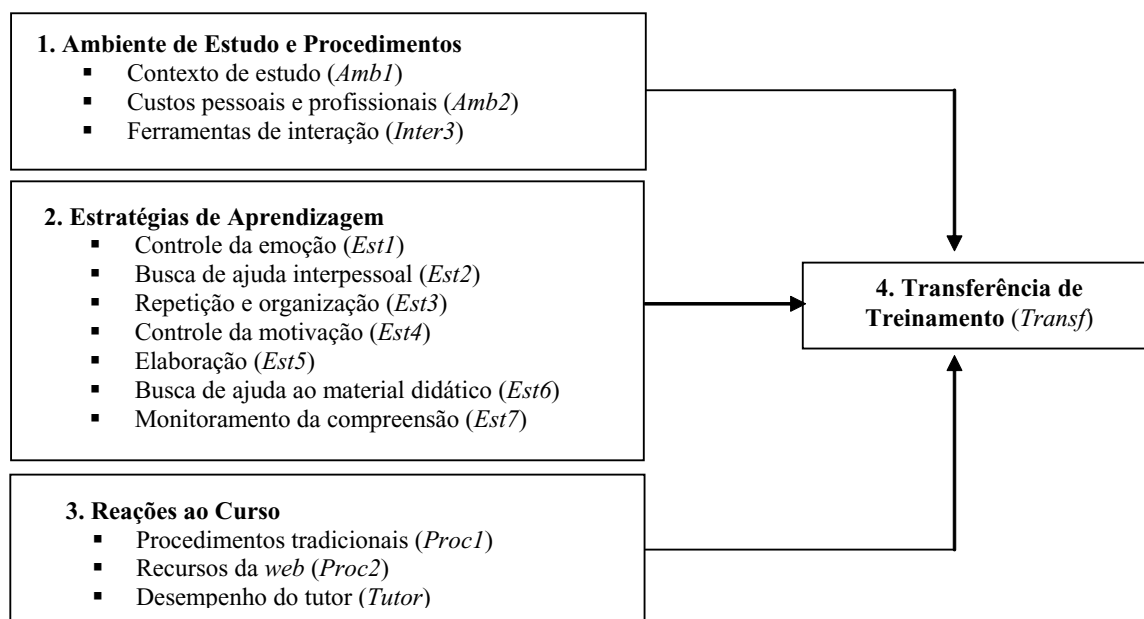 1. Ambiente de Estudo e Procedimentos
▪ Contexto de estudo (Amb1)
▪ Custos pessoais e profissionais (Amb2)
▪ Ferramentas de interação (Inter3)
2. Estratégias de Aprendizagem
▪ Controle da emoção (Est1)
▪ Busca de ajuda interpessoal (Est2)
▪ Repetição e organização (Est3)
▪ Controle da motivação (Est4)
▪ Elaboração (Est5)
▪ Busca de ajuda ao material didático (Est6)
▪ Monitoramento da compreensão (Est7)
3. Reações ao Curso
▪ Procedimentos tradicionais (Proc1)
▪ Recursos da web (Proc2)
▪ Desempenho do tutor (Tutor)
4. Transferência de
Treinamento (Transf)